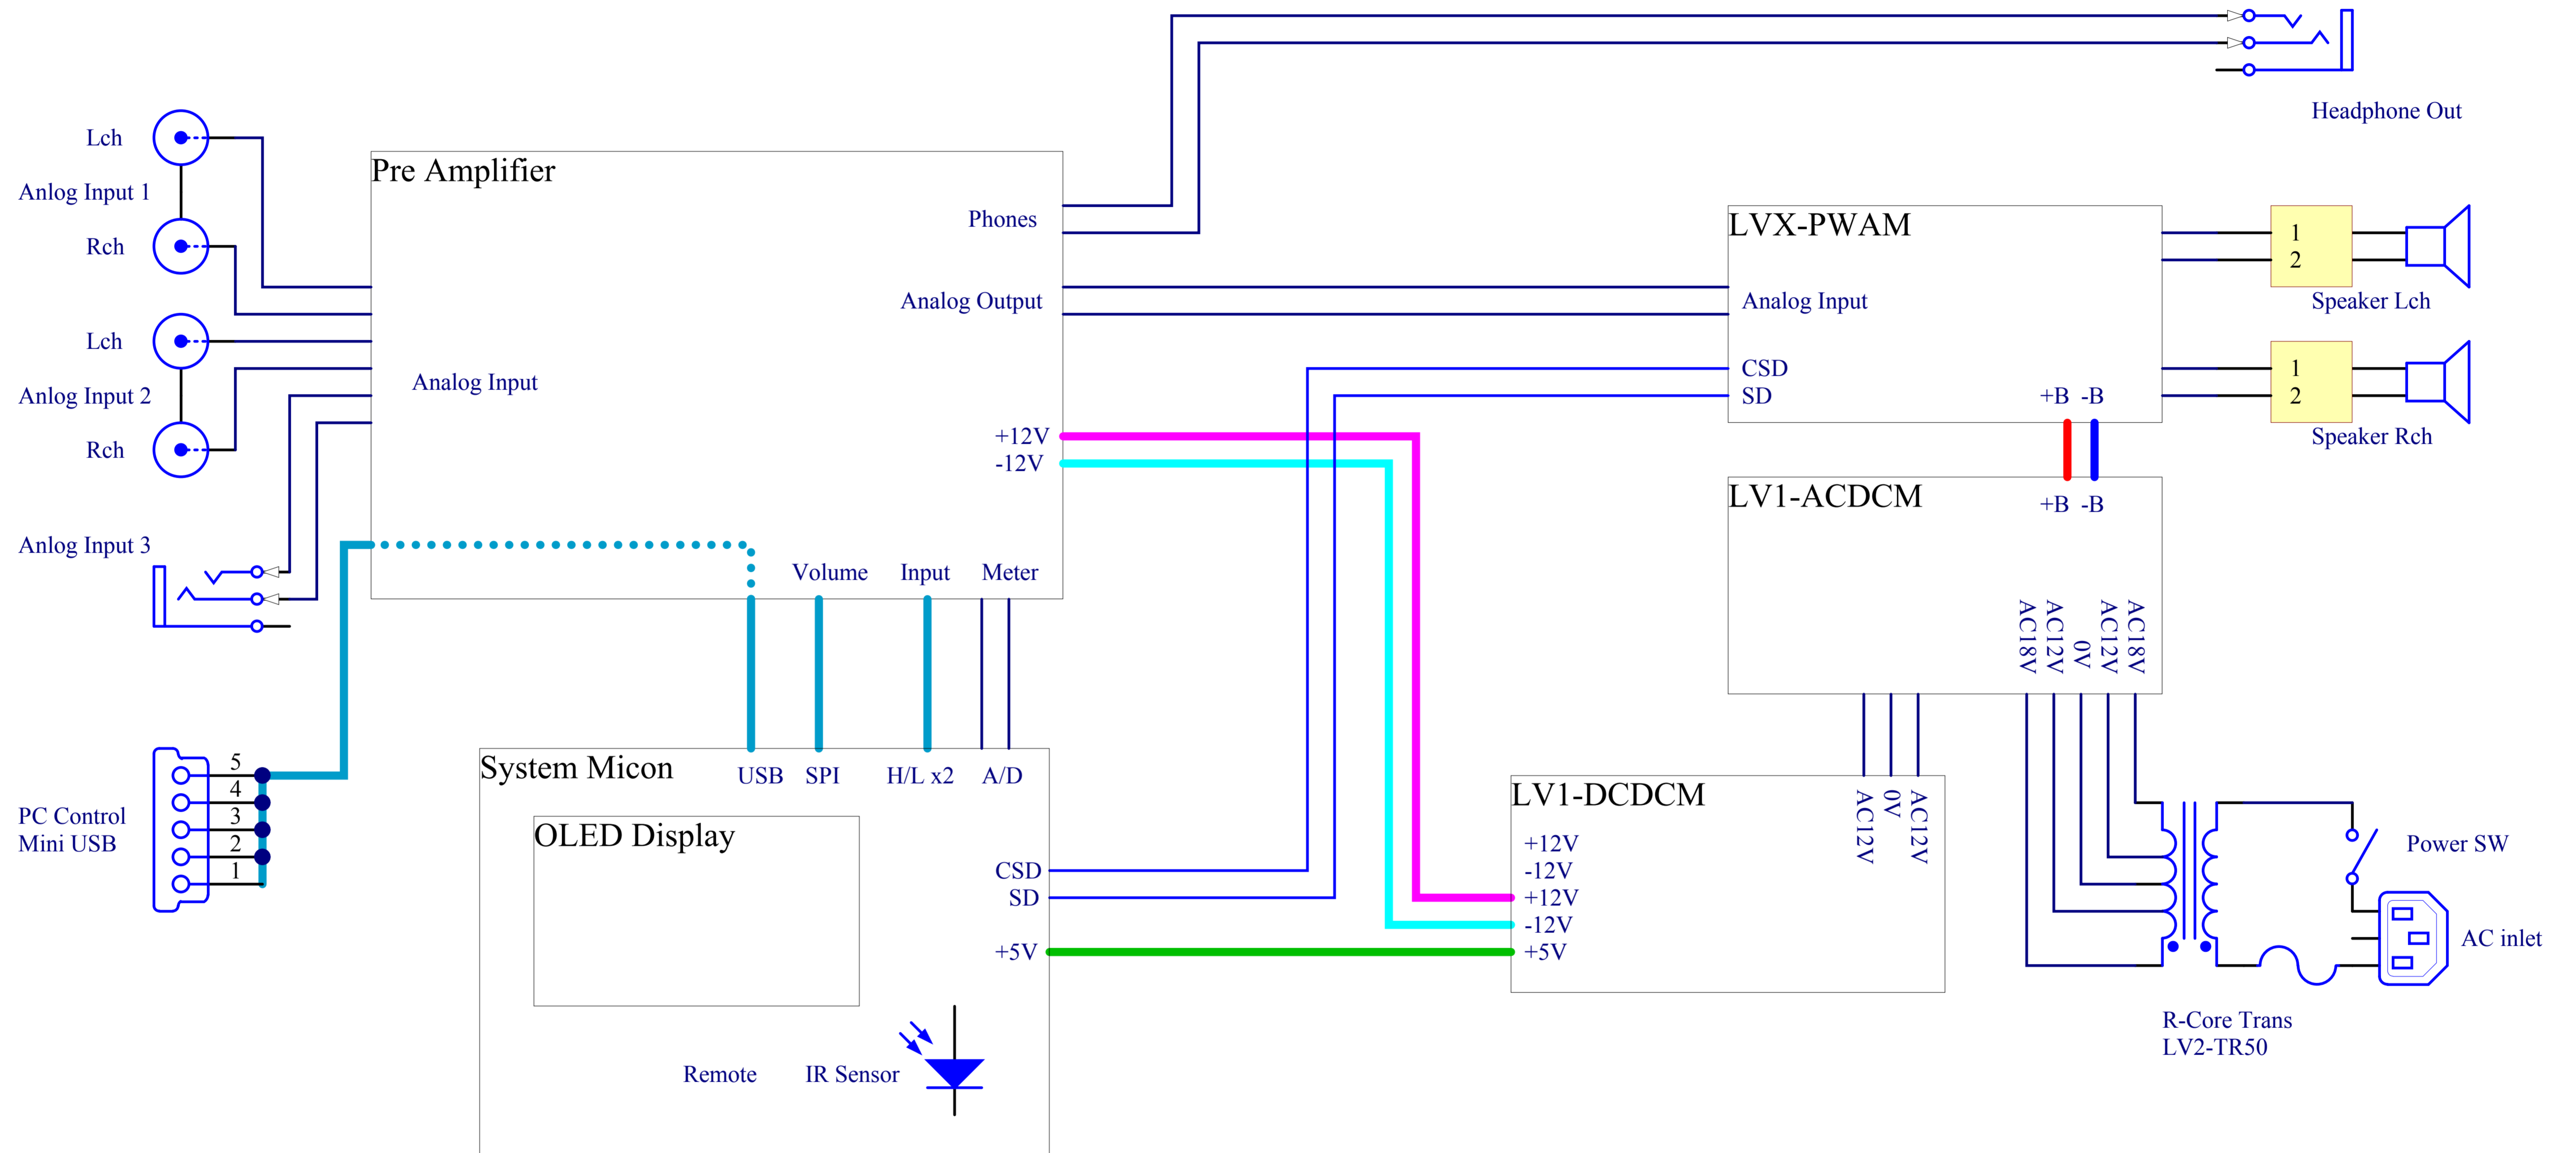 Headphone Out
Lch
Anlog Input 1
Rch
Lch
Anlog Input 2
Rch
Anlog Input 3
PC Control
Mini USB
5
4
3
2
1
Pre Amplifier
Phones
Analog Output
Analog Input
+12V
-12V
Volume
Input
Meter
System Micon
USB
SPI
H/L x2
A/D
OLED Display
CSD
SD
+5V
Remote
IR Sensor
LVX-PWAM
Analog Input
CSD
SD
+B
-B
1
2
Speaker Lch
1
2
Speaker Rch
LV1-ACDCM
+B
-B
AC18V
AC12V
0V
AC12V
AC18V
LV1-DCDCM
AC12V
0V
AC12V
+12V
-12V
+12V
-12V
+5V
Power SW
AC inlet
R-Core Trans
LV2-TR50